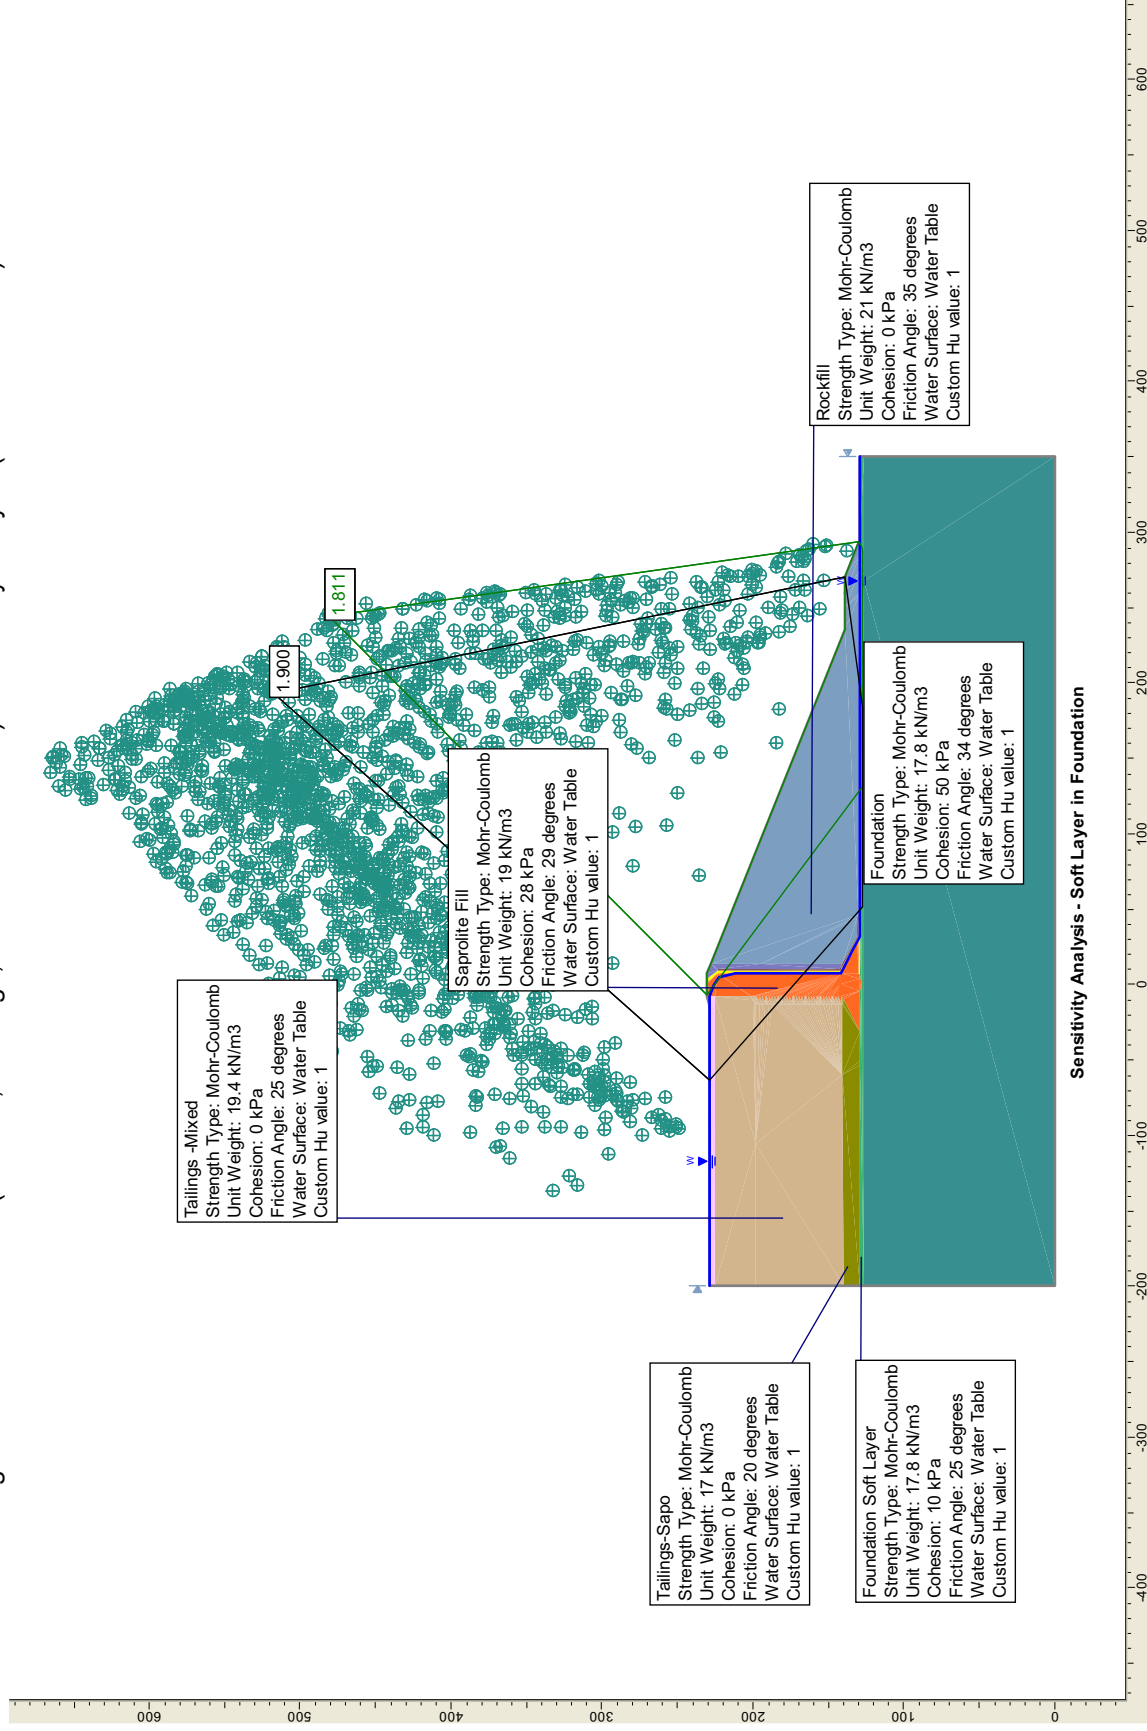 Tailings -Mixed
Strength Type: Mohr-Coulomb
Unit Weight: 19.4 kN/m3
Cohesion: 0 kPa
Friction Angle: 25 degrees
Water Surface: Water Table
Custom Hu value: 1
1.811
1.900
Saprolite Fill
Strength Type: Mohr-Coulomb
Unit Weight: 19 kN/m3
Cohesion: 28 kPa
Friction Angle: 29 degrees
Water Surface: Water Table
Custom Hu value: 1
Rockfill
Strength Type: Mohr-Coulomb
Unit Weight: 21 kN/m3
Cohesion: 0 kPa
Friction Angle: 35 degrees
Water Surface: Water Table
Custom Hu value: 1
W
W
Tailings-Sapo
Strength Type: Mohr-Coulomb
Unit Weight: 17 kN/m3
Cohesion: 0 kPa
Friction Angle: 20 degrees
Water Surface: Water Table
Custom Hu value: 1
Foundation Soft Layer
Strength Type: Mohr-Coulomb
Unit Weight: 17.8 kN/m3
Cohesion: 10 kPa
Friction Angle: 25 degrees
Water Surface: Water Table
Custom Hu value: 1
Foundation
Strength Type: Mohr-Coulomb
Unit Weight: 17.8 kN/m3
Cohesion: 50 kPa
Friction Angle: 34 degrees
Water Surface: Water Table
Custom Hu value: 1
Sensitivity Analysis - Soft Layer in Foundation
600
500
400
300
200
100
0
-400 -300 -200 -100 0 100 200 300 400 500 600